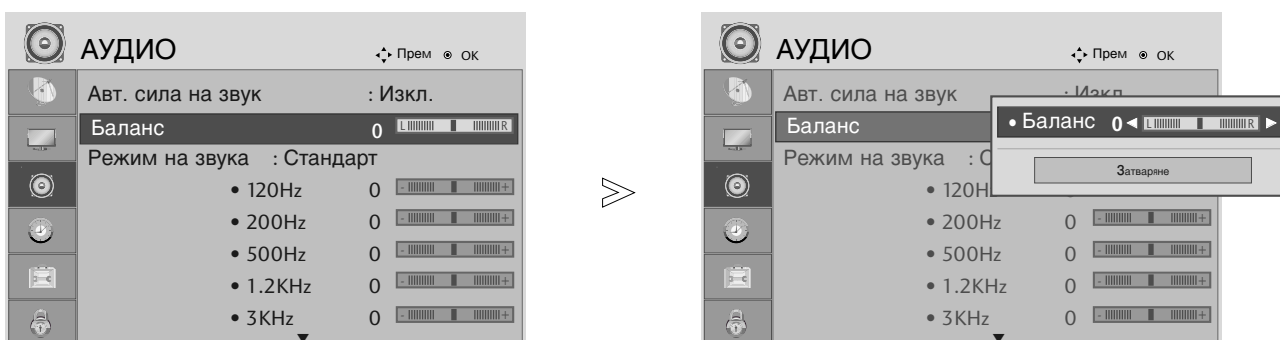 АУДИО
Прем OK
Авт. сила на звук : Изкл.
Баланс 0 L R
Режим на звука : Стандарт
• 120Hz 0 - +
• 200Hz 0 - +
• 500Hz 0 - +
• 1.2KHz 0 - +
• 3KHz 0 - +
АУДИО
Прем OK
Авт. сила на звук : Изкл.
Баланс
• Баланс 0 L R
Режим на звука : С
Затваряне
• 120H
• 200Hz 0 - +
• 500Hz 0 - +
• 1.2KHz 0 - +
• 3KHz 0 - +